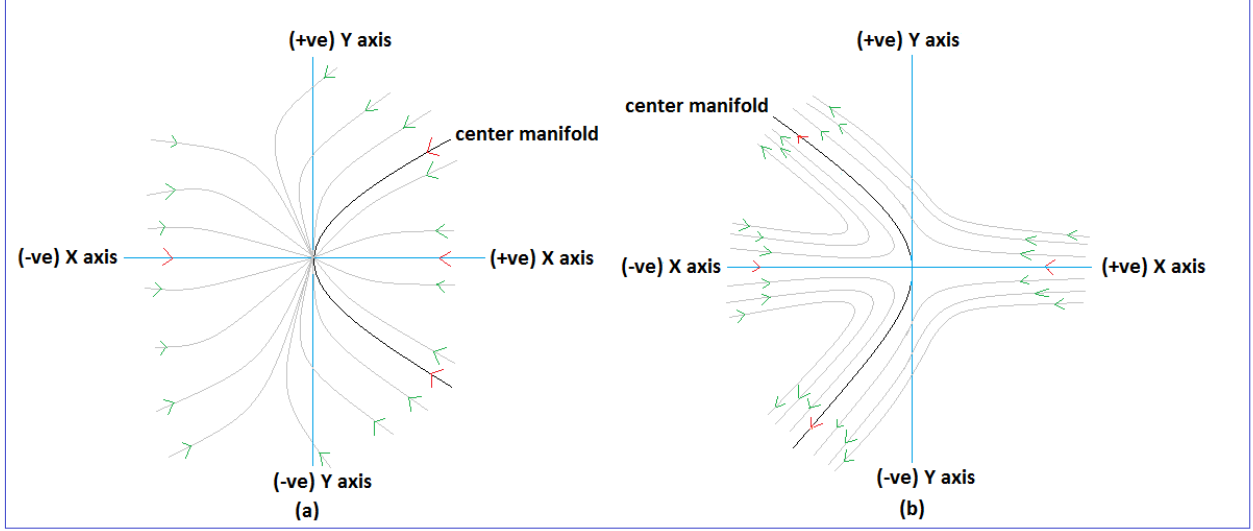 (+ve) Y axis
center manifold
(-ve) X axis
(+ve) X axis
(-ve) Y axis
(a)
(+ve) Y axis
center manifold
(-ve) X axis
(+ve) X axis
(-ve) Y axis
(b)